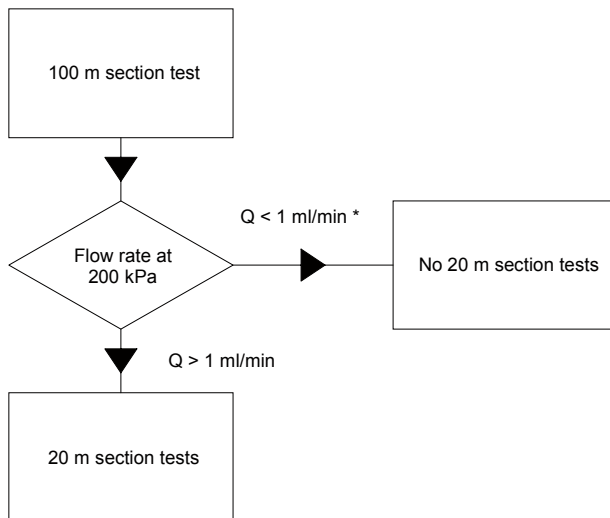 100 m section test
Q < 1 ml/min *
Flow rate at
200 kPa
No 20 m section tests
Q > 1 ml/min
20 m section tests